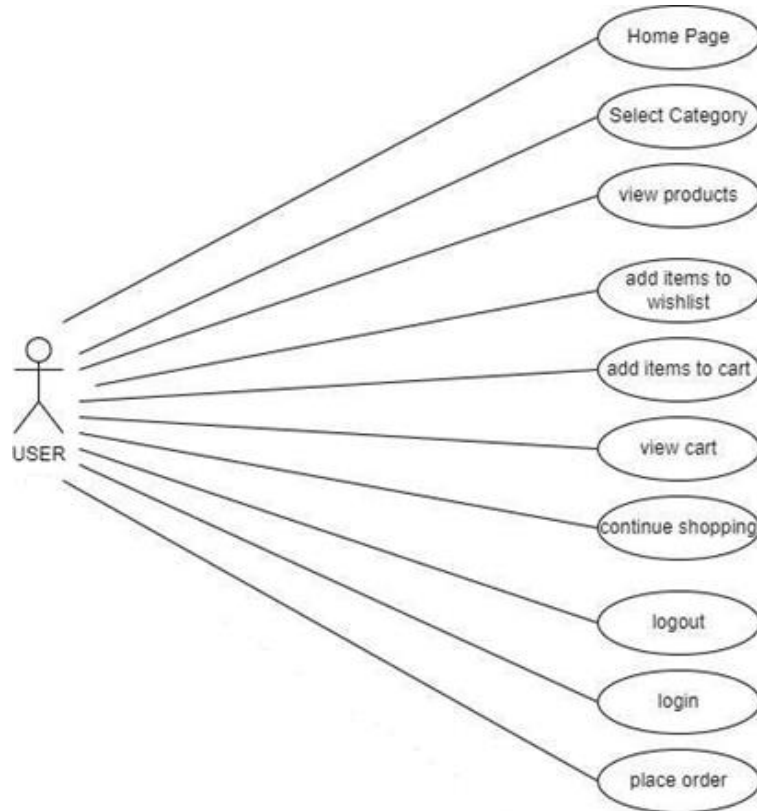 Home Page
Select Category
view products
add items to
wishlist
add items to cart
view cart
continue shopping
logout
login
place order
USER